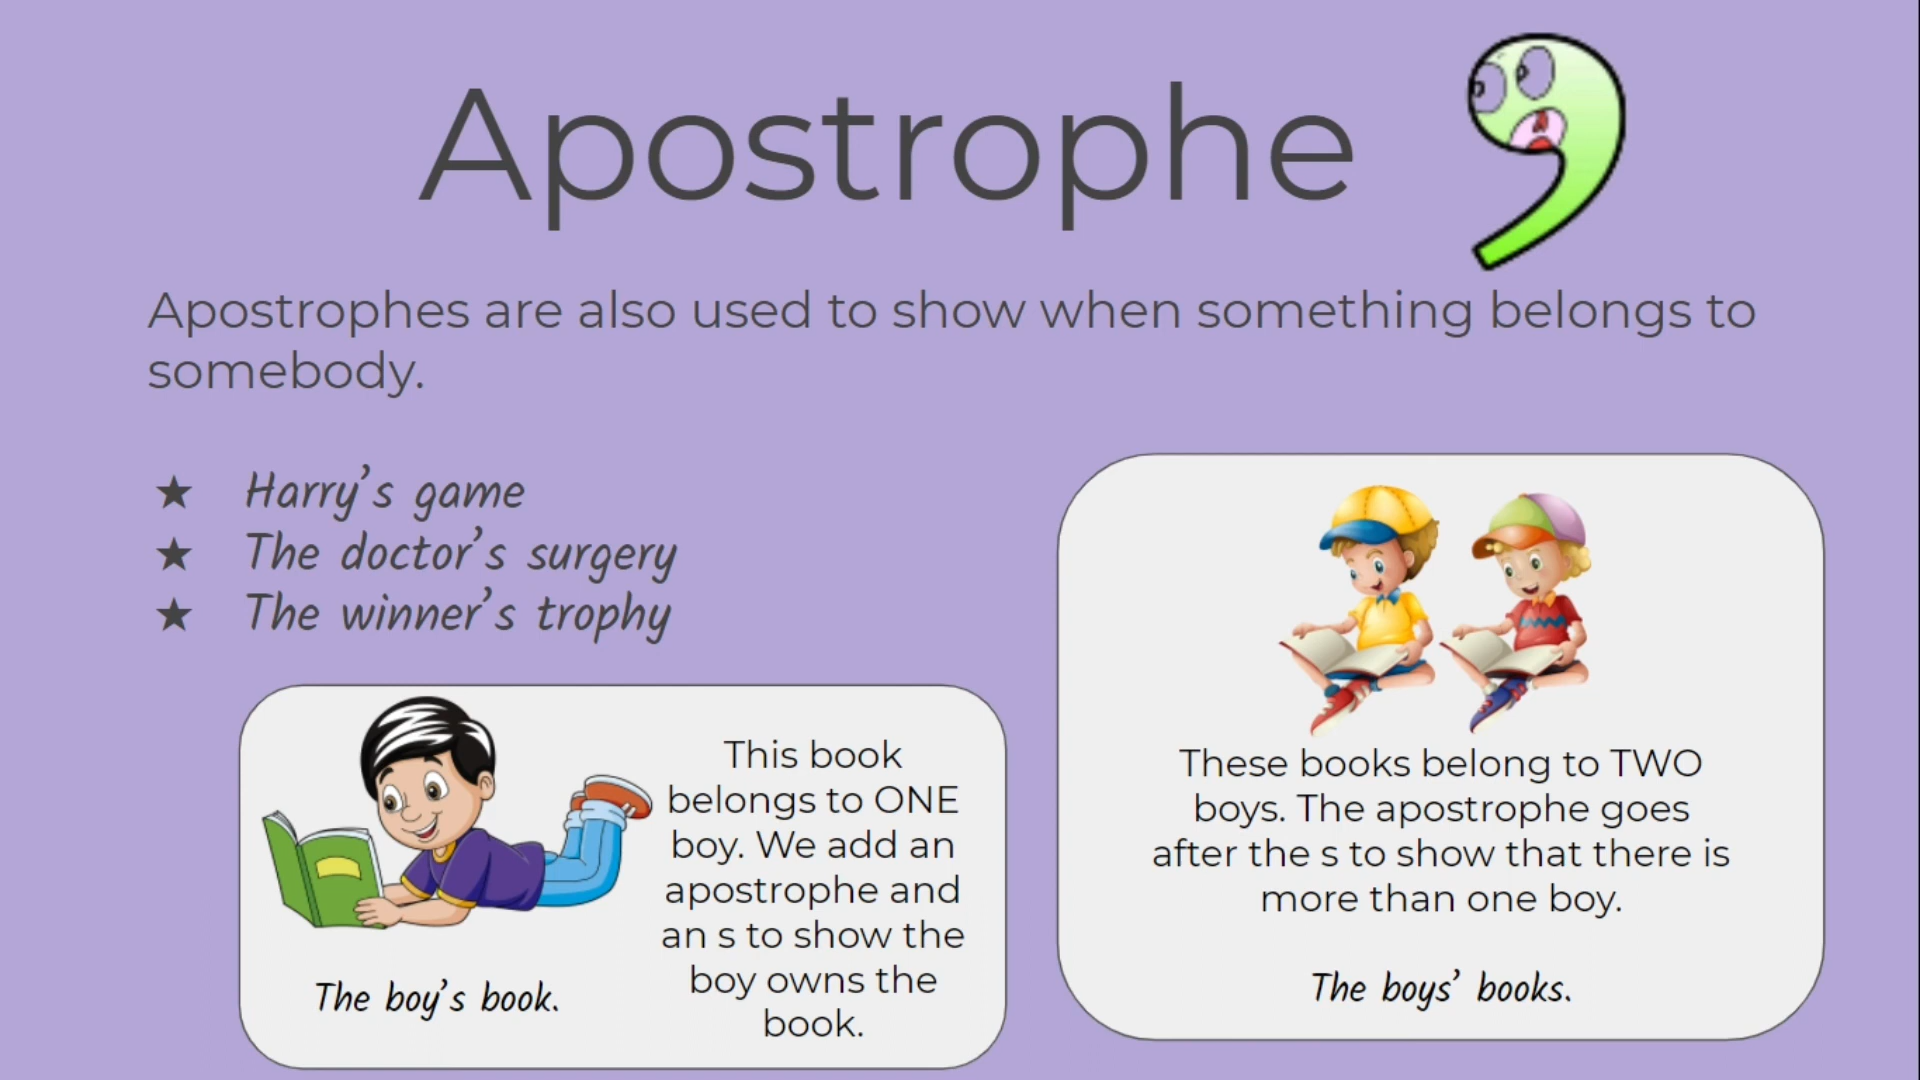 Apostrophe
Apostrophes are also used to show when something belongs to
somebody.
★ Harry’s game
★ The doctor’s surgery
★ The winner’s trophy
This book
belongs to ONE
boy. We add an
apostrophe and
an s to show the
boy owns the
book.
The boy’s book.
These books belong to TWO
boys. The apostrophe goes
after the s to show that there is
more than one boy.
The boys’ books.